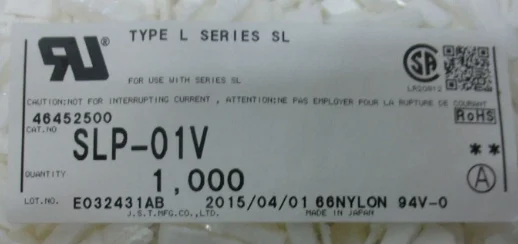 TYPE L SERIES SL
FOR USE WITH SERIES SL
LR20812
CAUTION:NOT FOR INTERRUPTING CURRENT , ATTENTION:NE PAS EMPLOYER POUR LA RUPTURE DE COURANT
46452500 RoHS
CAT.NO SLP-01V **
QUANTITY 1,000 A
LOT.NO. E032431AB 2015/04/01 66NYLON 94V-0
J.S.T.MFG.CO.,LTD. MADE IN JAPAN